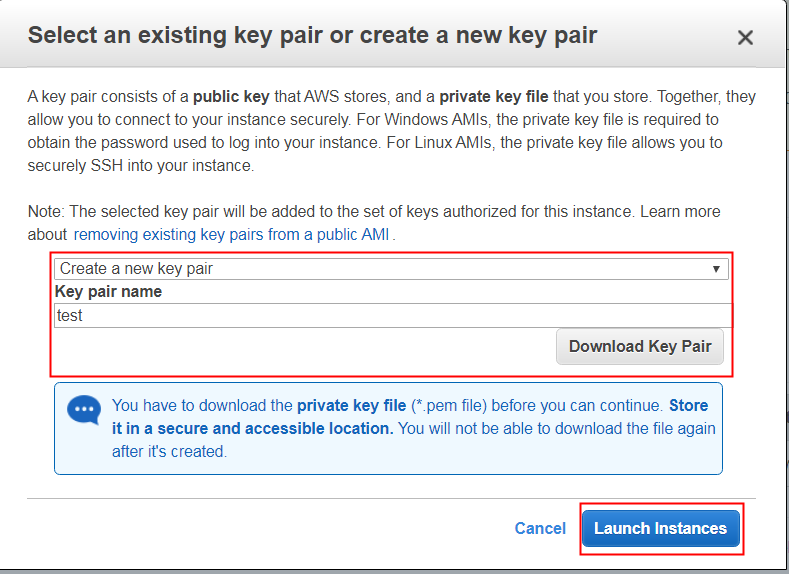 Select an existing key pair or create a new key pair
A key pair consists of a public key that AWS stores, and a private key file that you store. Together, they
allow you to connect to your instance securely. For Windows AMIs, the private key file is required to
obtain the password used to log into your instance. For Linux AMIs, the private key file allows you to
securely SSH into your instance.
Note: The selected key pair will be added to the set of keys authorized for this instance. Learn more
about removing existing key pairs from a public AMI .
Create a new key pair
Key pair name
test
Download Key Pair
You have to download the private key file (*.pem file) before you can continue. Store
it in a secure and accessible location. You will not be able to download the file again
after it's created.
Cancel Launch Instances